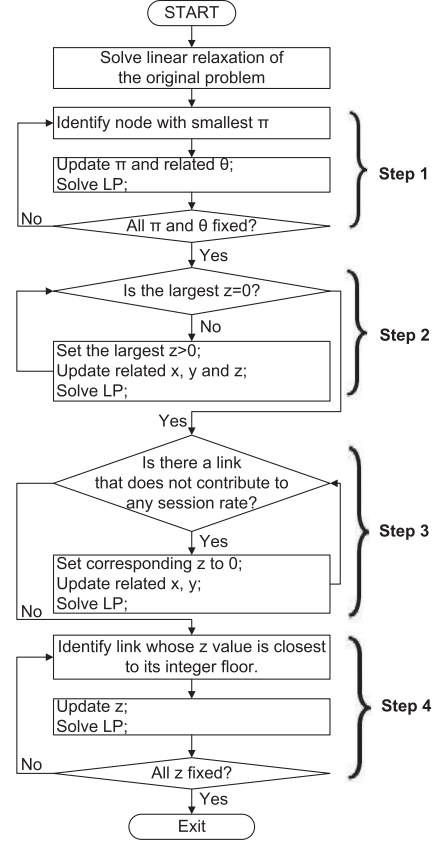 START
Solve linear relaxation of
the original problem
Identify node with smallest π
Update π and related θ;
Solve LP;
Step 1
No
All π and θ fixed?
Yes
Is the largest z=0?
No
Step 2
Set the largest z>0;
Update related x, y and z;
Solve LP;
Yes
Is there a link
that does not contribute to
any session rate?
Yes
Step 3
Set corresponding z to 0;
Update related x, y;
Solve LP;
No
Identify link whose z value is closest
to its integer floor.
Update z;
Solve LP;
Step 4
No
All z fixed?
Yes
Exit